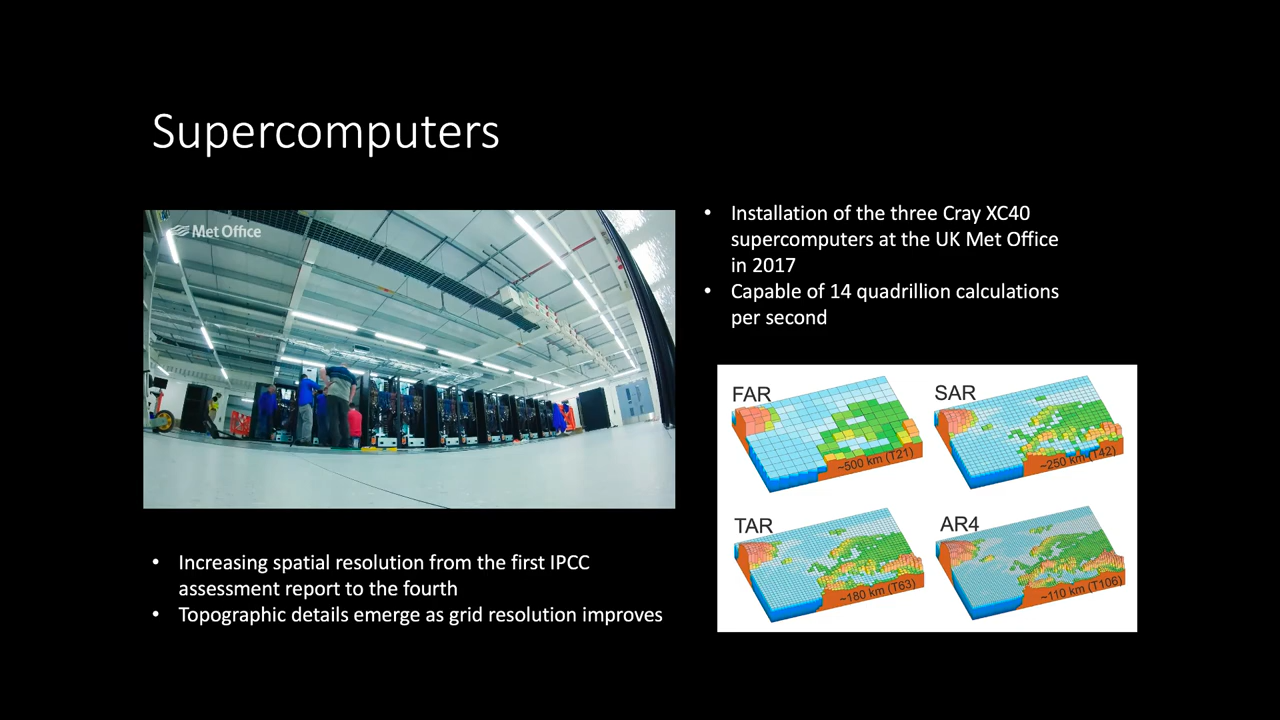 Supercomputers
Met Office
• Installation of the three Cray XC40
supercomputers at the UK Met Office
in 2017
• Capable of 14 quadrillion calculations
per second
FAR
~500 km (T21)
SAR
~250 km (T42)
TAR
~180 km (T63)
AR4
~110 km (T106)
• Increasing spatial resolution from the first IPCC
assessment report to the fourth
• Topographic details emerge as grid resolution improves